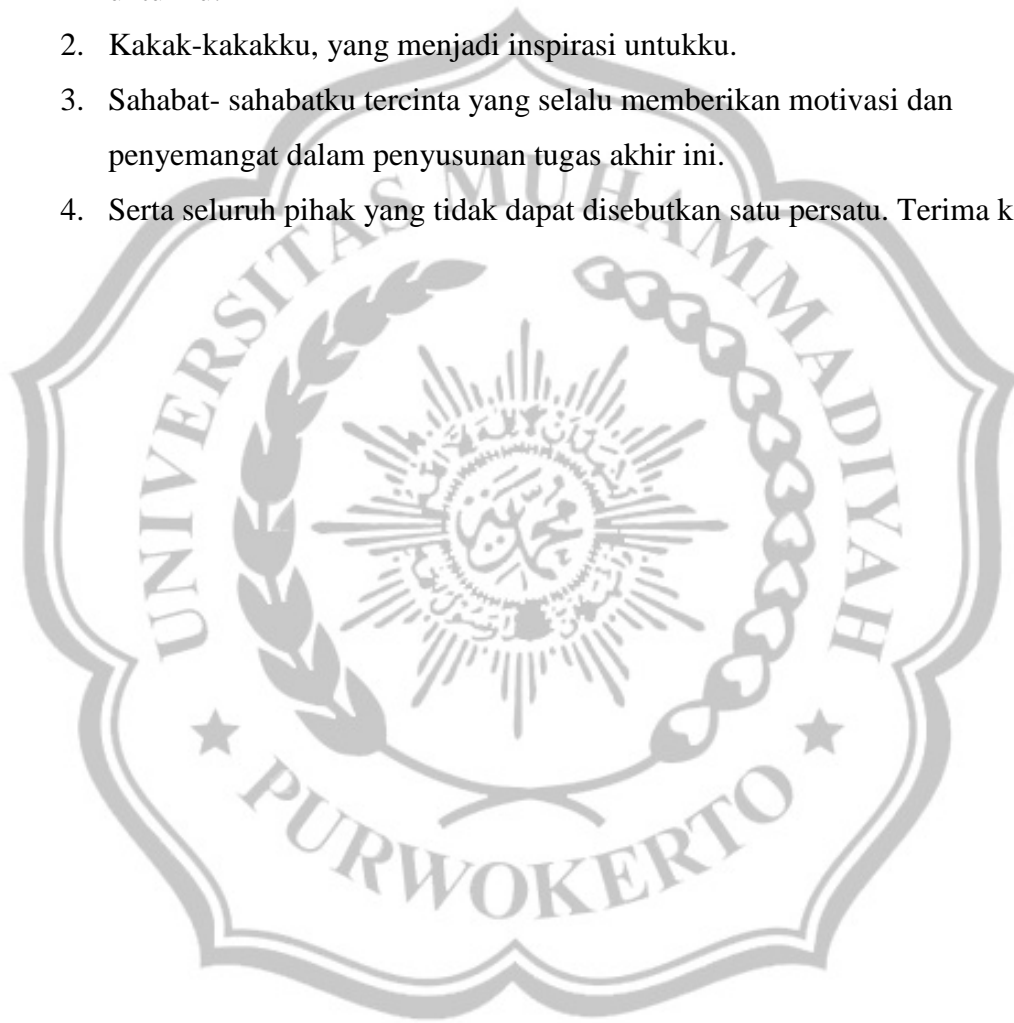 2. Kakak-kakakku, yang menjadi inspirasi untukku.
3. Sahabat- sahabatku tercinta yang selalu memberikan motivasi dan
penyemangat dalam penyusunan tugas akhir ini.
4. Serta seluruh pihak yang tidak dapat disebutkan satu persatu. Terima k
UNIVERSITAS MUHAMMADIYAH
PURWOKERTO